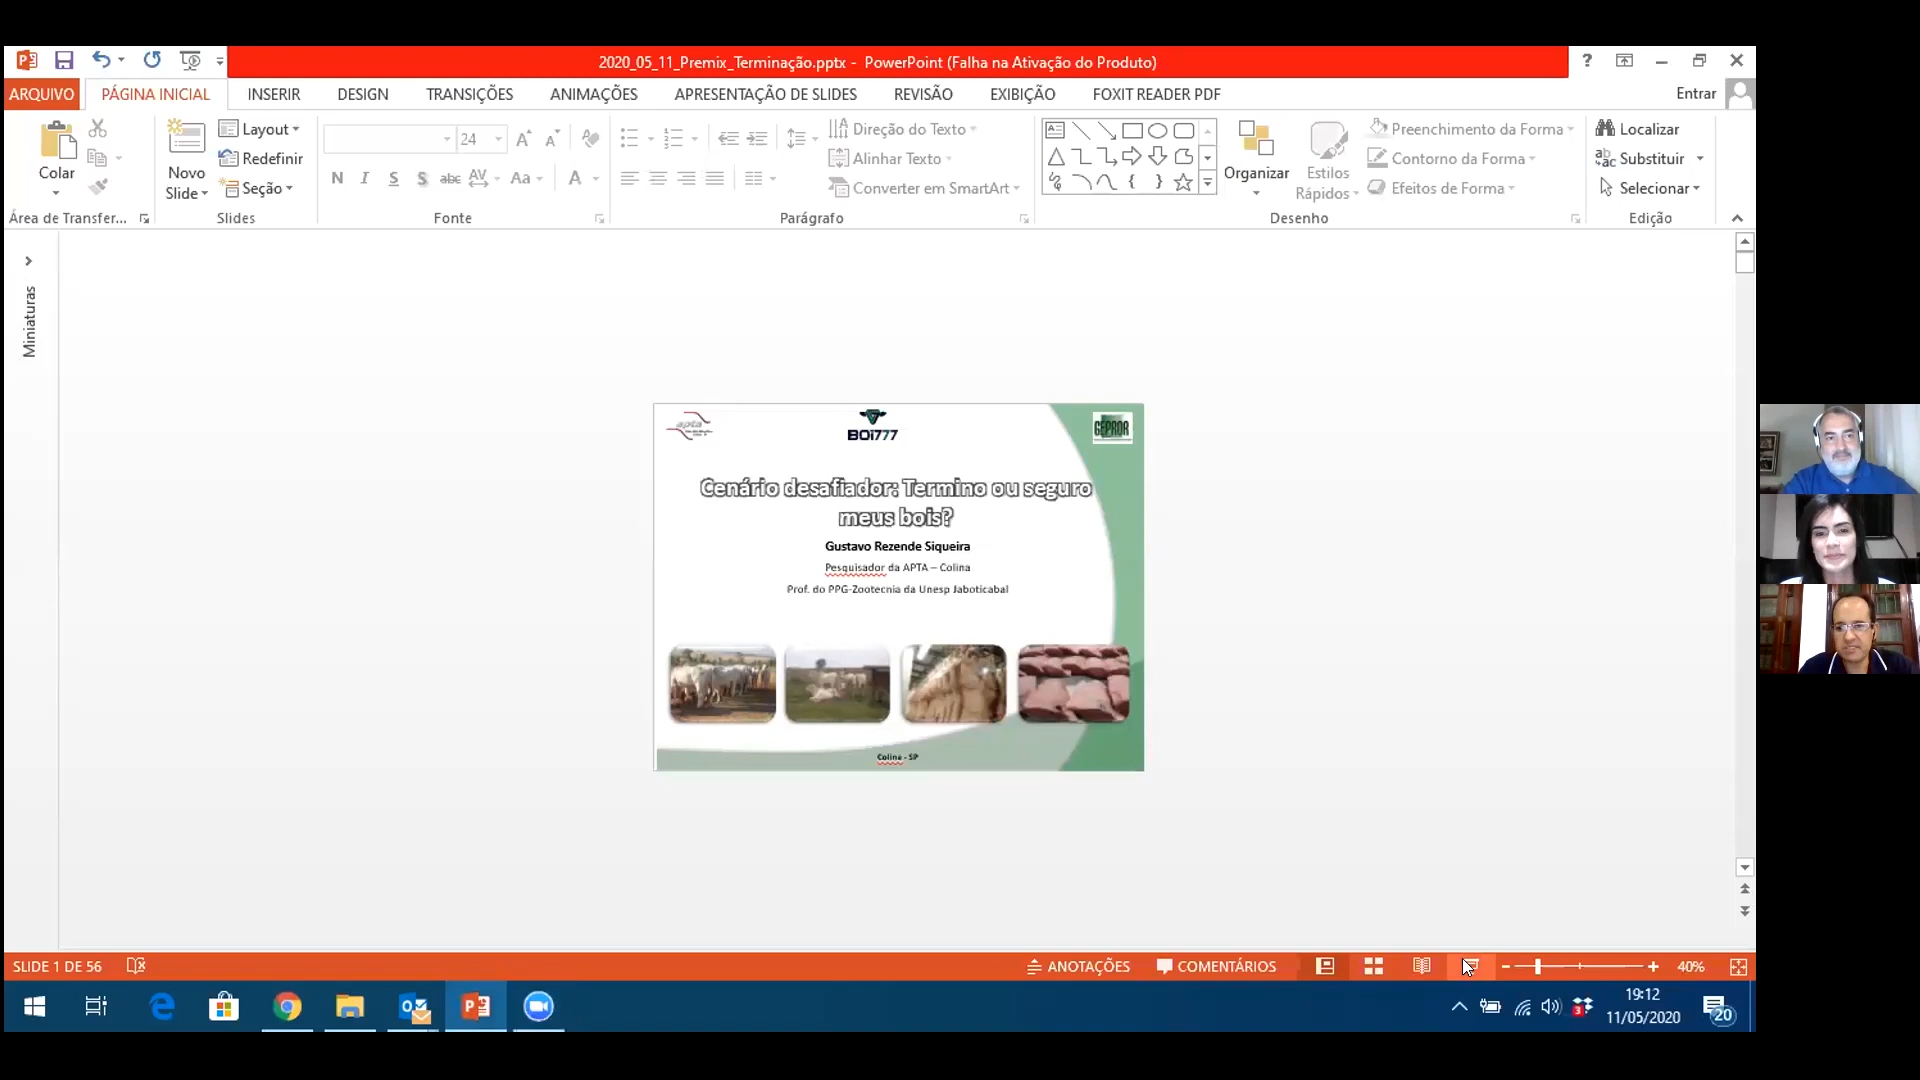 2020_05_11_Premix_Terminação.pptx - PowerPoint (Falha na Ativação do Produto)
ARQUIVO PÁGINA INICIAL INSERIR DESIGN TRANSIÇÕES ANIMAÇÕES APRESENTAÇÃO DE SLIDES REVISÃO EXIBIÇÃO FOXIT READER PDF Entrar
Colar
Novo Slide
Layout
Redefinir
Seção
24
N I S S abc AV Aa A
Direção do Texto
Alinhar Texto
Converter em SmartArt
Organizar
Estilos Rápidos
Preenchimento da Forma
Contorno da Forma
Efeitos de Forma
Localizar
Substituir
Selecionar
Área de Transfer... Slides Fonte Parágrafo Desenho Edição
Miniaturas
apta
BOi777
GEPROR
Cenário desafiador: Termino ou seguro
meus bois?
Gustavo Rezende Siqueira
Pesquisador da APTA – Colina
Prof. do PPG-Zootecnia da Unesp Jaboticabal
Colina - SP
SLIDE 1 DE 56 ANOTAÇÕES COMENTÁRIOS 40%
19:12
11/05/2020
20